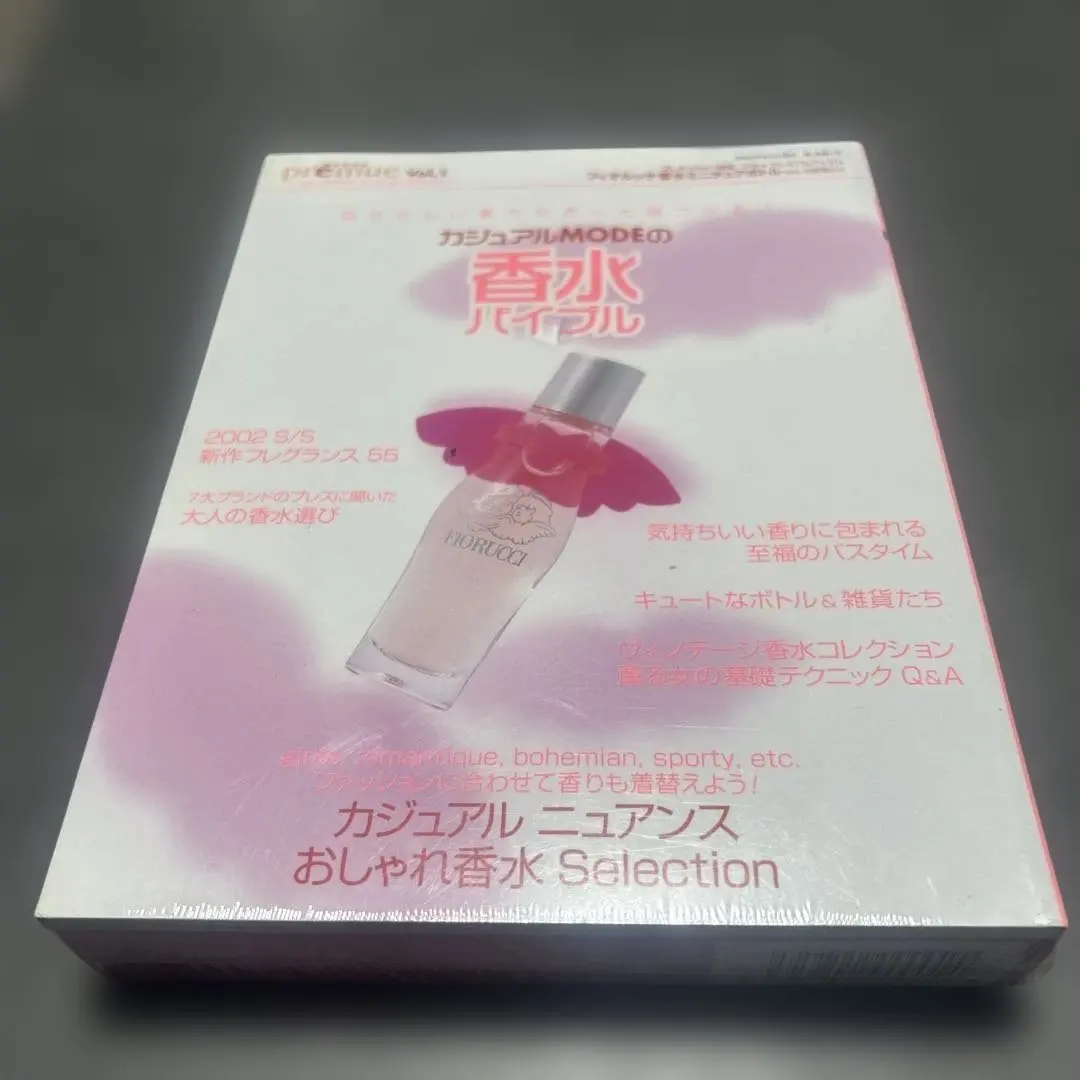 vol.1
カジュアルMODEの
香水
バイブル
2002 S/S
新作フレグランス 55
7大ブランドのプレスに聞いた
大人の香水選び
FIORUCCI
気持ちいい香りに包まれる
至福のバスタイム
キュートなボトル&雑貨たち
ヴィンテージ香水コレクション
の基礎テクニック Q&A
romantique, bohemian, sporty, etc.
ファッションに合わせて香りも着替えよう!
カジュアル ニュアンス
おしゃれ香水 Selection